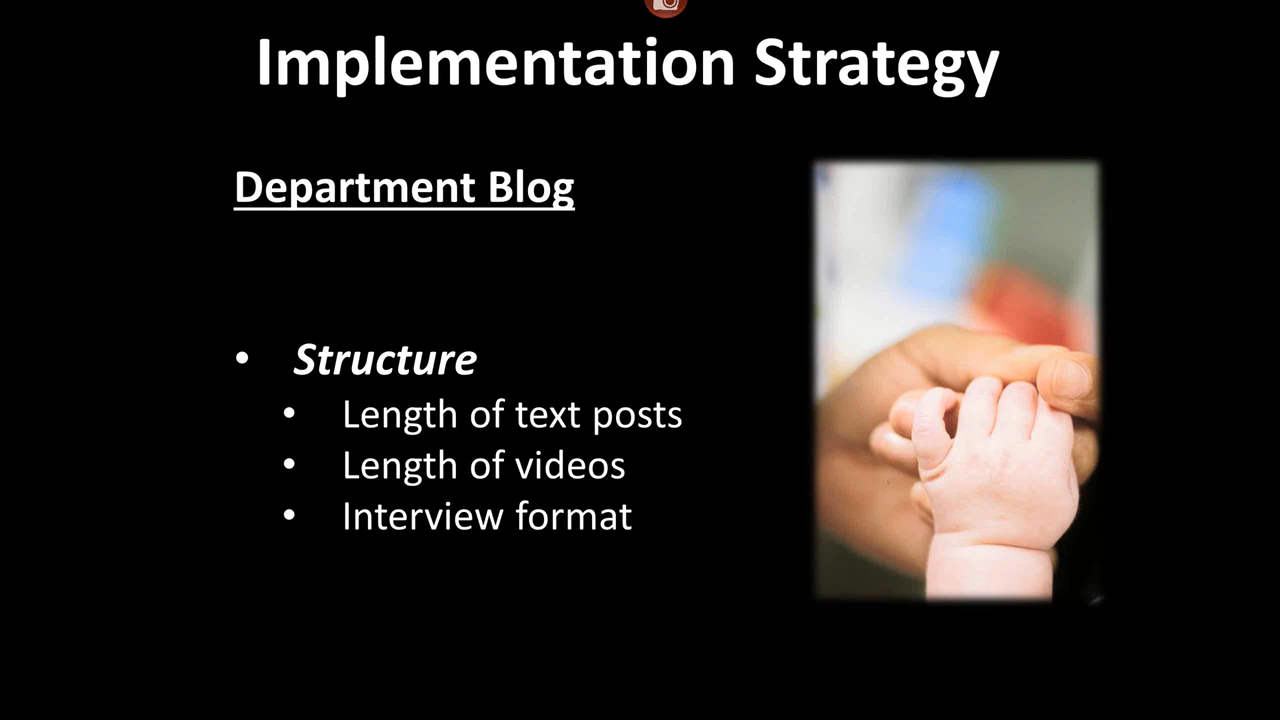 Implementation Strategy
Department Blog
• Structure
• Length of text posts
• Length of videos
• Interview format